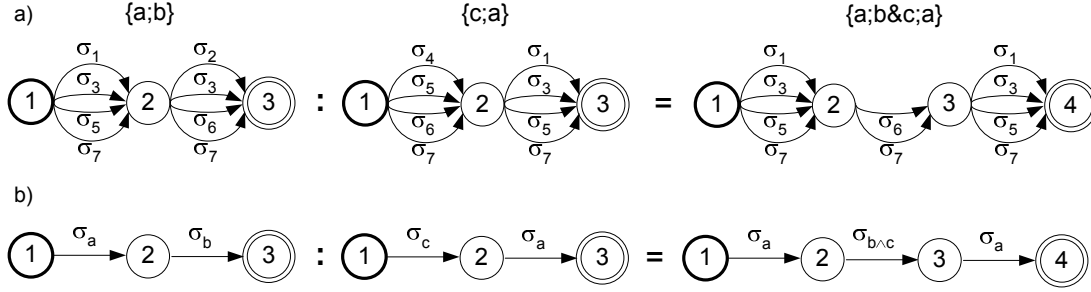 a) {a;b} {c;a} {a;b&c;a}
σ1 σ2 σ4 σ1 σ1 σ1
σ3 σ3 σ5 σ3 σ3 σ3
1 2 3 : 1 2 3 = 1 2 3 4
σ5 σ6 σ6 σ5 σ5 σ6 σ5
σ7 σ7 σ7 σ7 σ7 σ7 σ7
b)
σa σb σc σa σa σb∧c σa
1 2 3 : 1 2 3 = 1 2 3 4